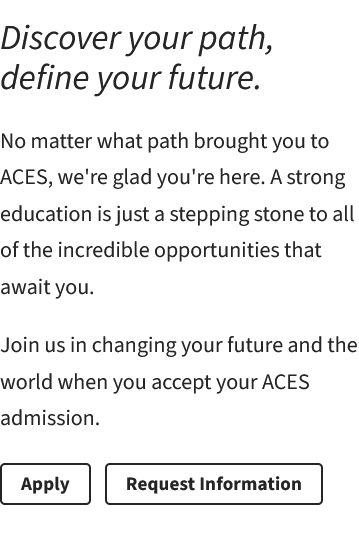 Discover your path,
define your future.
No matter what path brought you to
ACES, we're glad you're here. A strong
education is just a stepping stone to all
of the incredible opportunities that
await you.
Join us in changing your future and the
world when you accept your ACES
admission.
Apply
Request Information